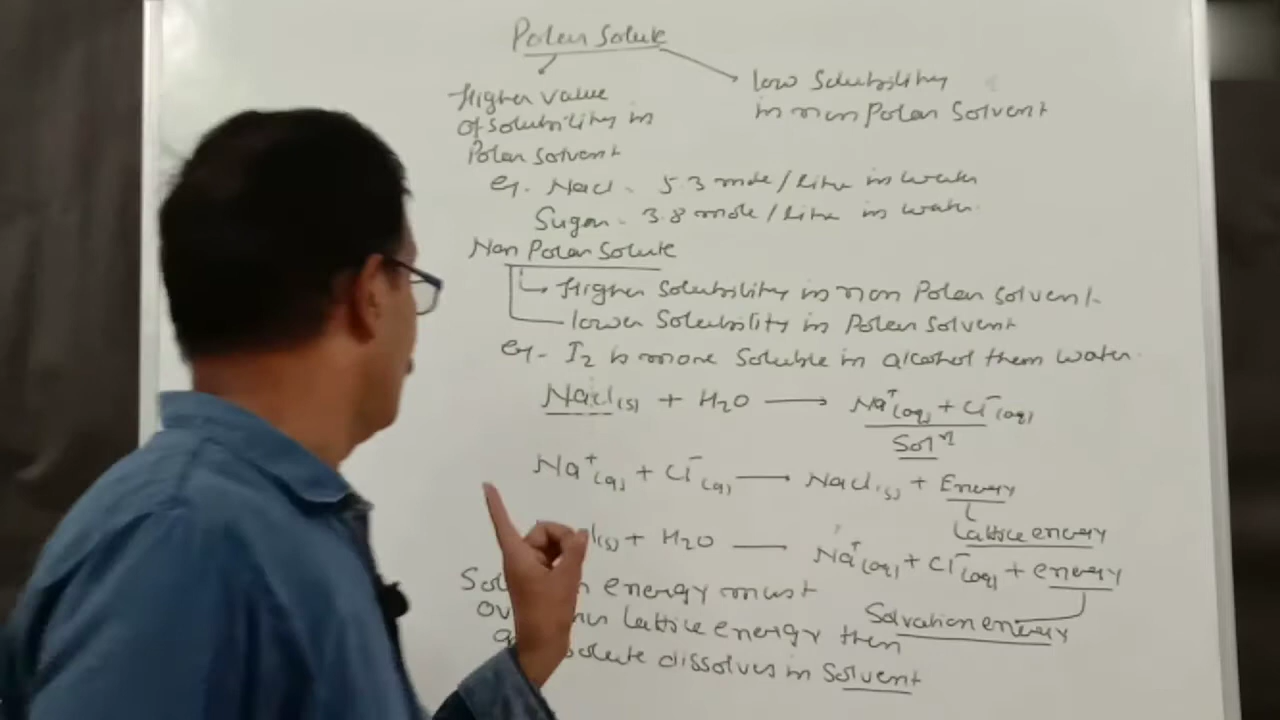 Polar Solute
Higher value
of solubility in
Polar solvent
low solubility
in non Polar solvent
eg. NaCl - 5.3 mole/litre in water
Sugar - 3.8 mole/litre in water.
Non Polar Solute
Higher solubility in non Polar solvent.
lower solubility in Polar solvent
eg- I₂ is more soluble in alcohol them water.
NaCl(s) + H₂O ⟶ Na⁺(aq) + Cl⁻(aq)
Solⁿ
Na⁺(g) + Cl⁻(g) ⟶ NaCl(s) + Energy
Lattice energy
l(s) + H₂O — Na⁺(aq) + Cl⁻(aq) + energy
Solvation energy
energy must
lattice energy then
solute dissolves in solvent